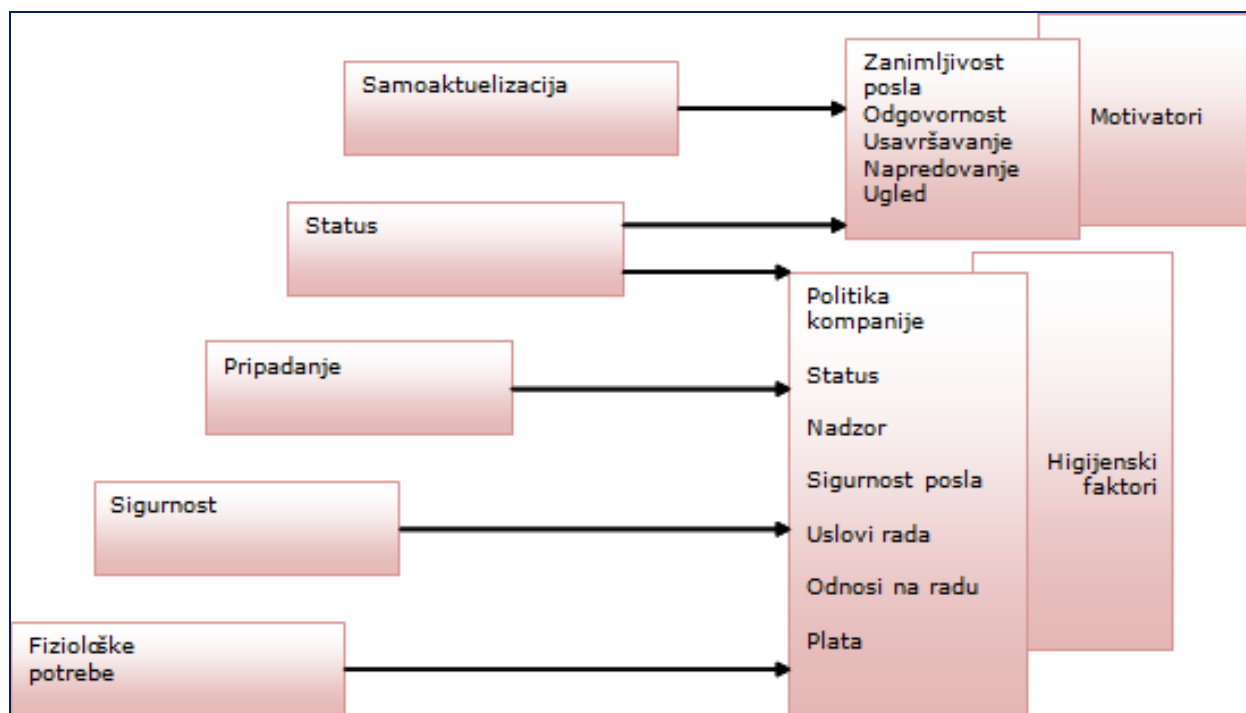 Samoaktuelizacija
Zanimljivost
posla
Odgovornost
Usavršavanje
Napredovanje
Ugled
Motivatori
Status
Politika
kompanije
Status
Nadzor
Sigurnost posla
Uslovi rada
Odnosi na radu
Plata
Higijenski
faktori
Pripadanje
Sigurnost
Fiziološke
potrebe